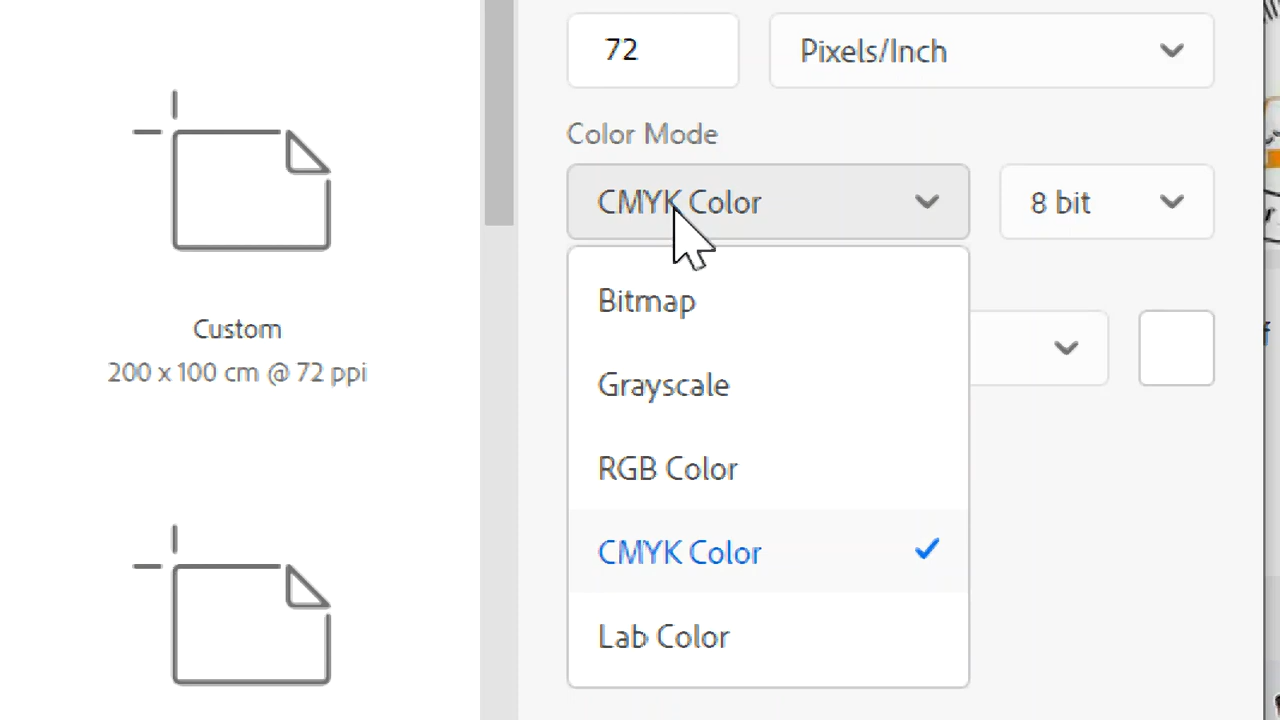 72
Pixels/Inch
Color Mode
CMYK Color
8 bit
Bitmap
Grayscale
RGB Color
CMYK Color
Lab Color
Custom
200 x 100 cm @ 72 ppi